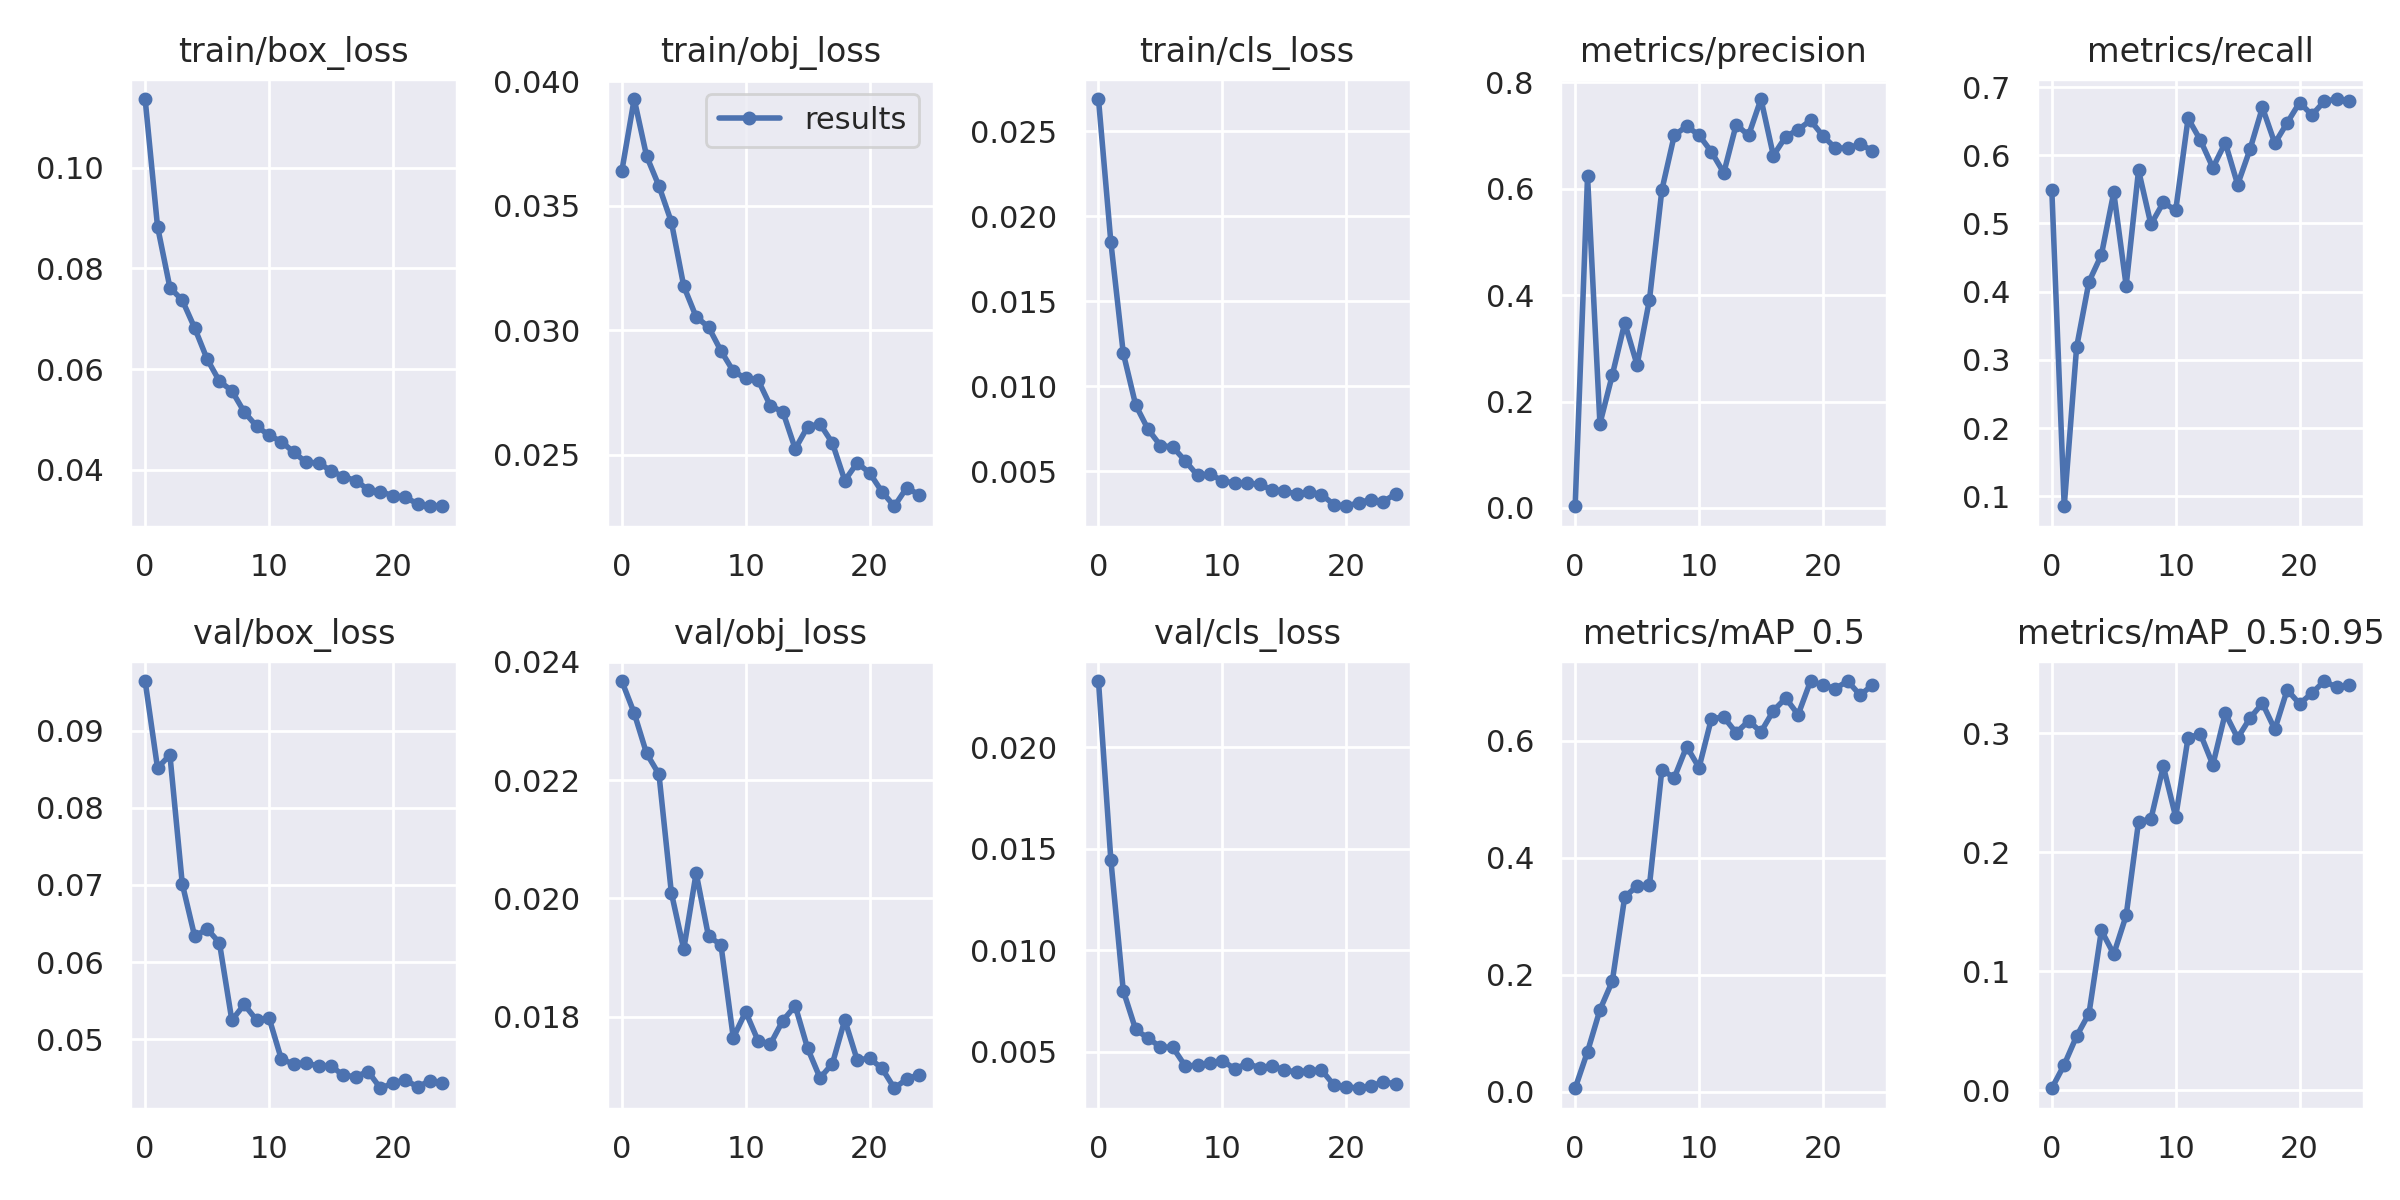 train/box_loss
0.10
0.08
0.06
0.04
0 10 20
train/obj_loss
results
0.040
0.035
0.030
0.025
0 10 20
train/cls_loss
0.025
0.020
0.015
0.010
0.005
0 10 20
metrics/precision
0.8
0.6
0.4
0.2
0.0
0 10 20
metrics/recall
0.7
0.6
0.5
0.4
0.3
0.2
0.1
0 10 20
val/box_loss
0.09
0.08
0.07
0.06
0.05
0 10 20
val/obj_loss
0.024
0.022
0.020
0.018
0 10 20
val/cls_loss
0.020
0.015
0.010
0.005
0 10 20
metrics/mAP_0.5
0.6
0.4
0.2
0.0
0 10 20
metrics/mAP_0.5:0.95
0.3
0.2
0.1
0.0
0 10 20